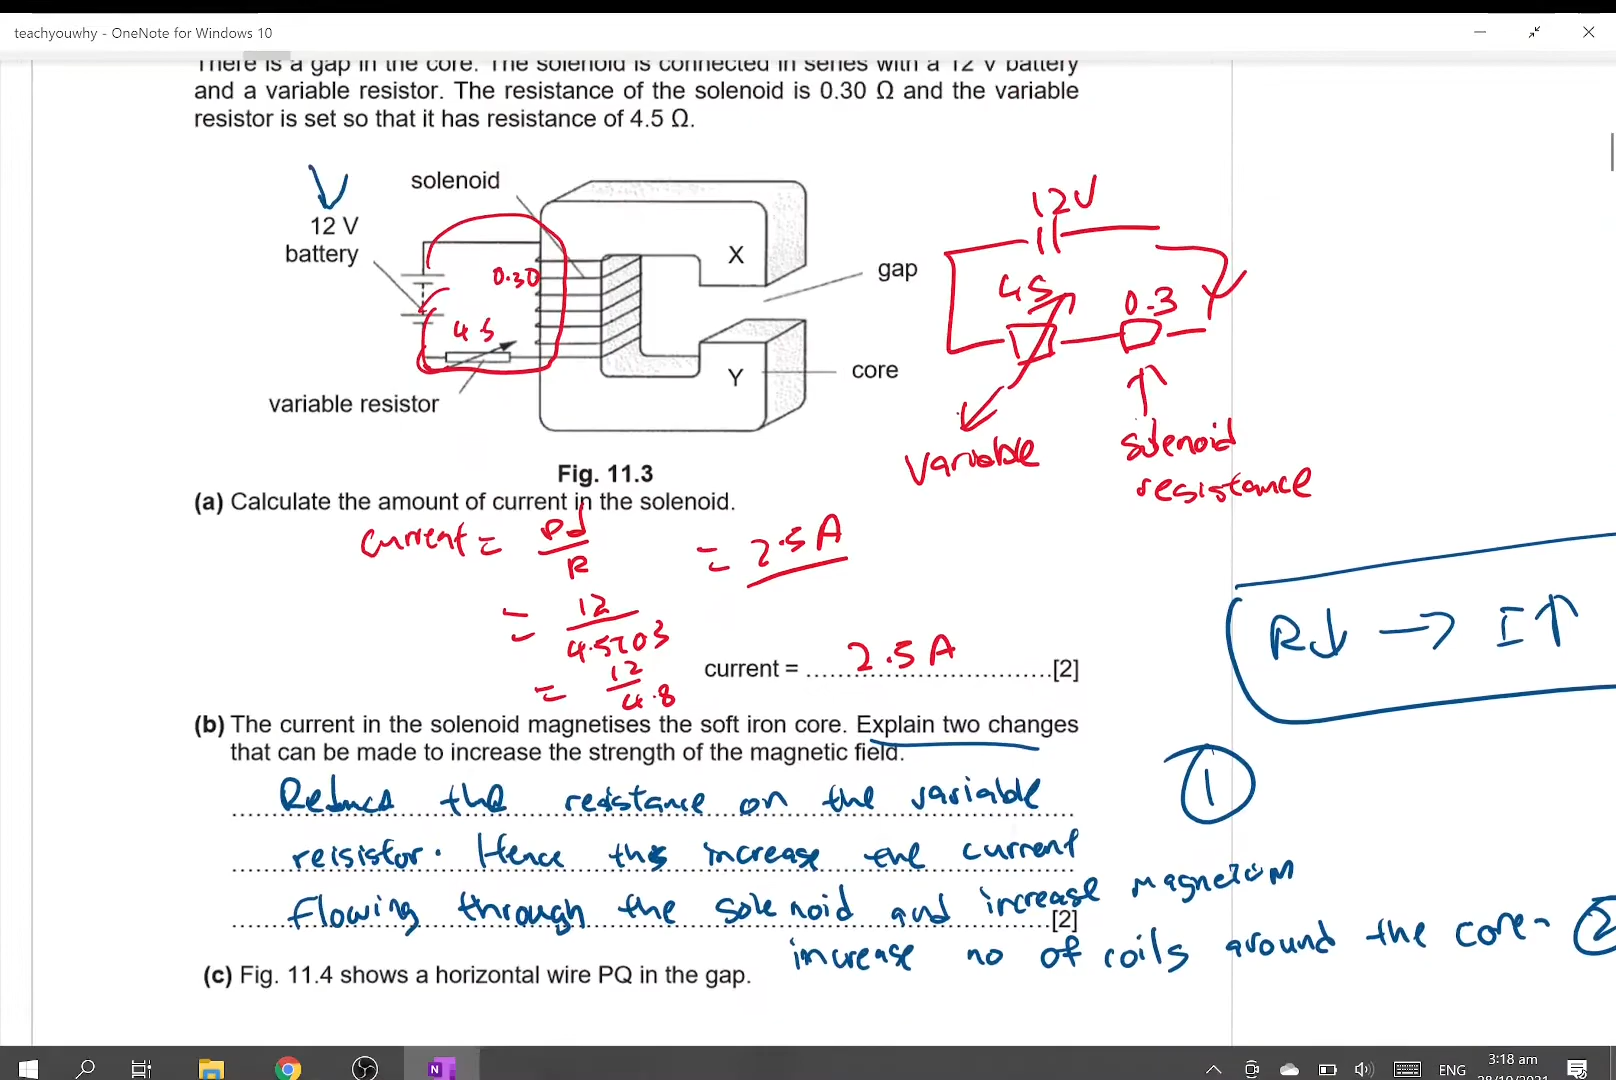 teachyouwhy - OneNote for Windows 10
There is a gap in the core. The solenoid is connected in series with a 12 V battery
and a variable resistor. The resistance of the solenoid is 0.30 Ω and the variable
resistor is set so that it has resistance of 4.5 Ω.
solenoid
12 V
battery
0.30
4 5
variable resistor
X
gap
Y
core
12V
45
0.3
variable
solenoid
resistance
Fig. 11.3
(a) Calculate the amount of current in the solenoid.
current = Pd
R
= 2.5 A
= 12
4.5+0.3
= 12
4.8
current = 2.5 A [2]
R↓ → I↑
(b) The current in the solenoid magnetises the soft iron core. Explain two changes
that can be made to increase the strength of the magnetic field.
1
the resistance on the variable
reisistor. Hence this increase the current
flowing through the solenoid and increase magnetism
[2]
increase no of coils around the core. 2
(c) Fig. 11.4 shows a horizontal wire PQ in the gap.
ENG
3:18 am
28/10/2021